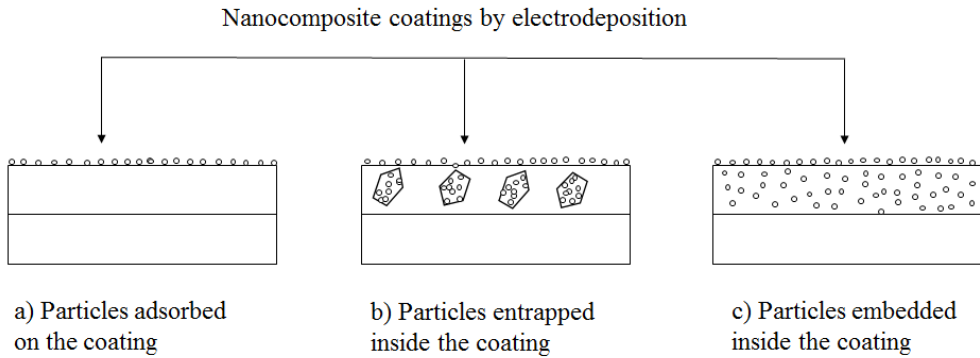 Nanocomposite coatings by electrodeposition
a) Particles adsorbed
on the coating
b) Particles entrapped
inside the coating
c) Particles embedded
inside the coating